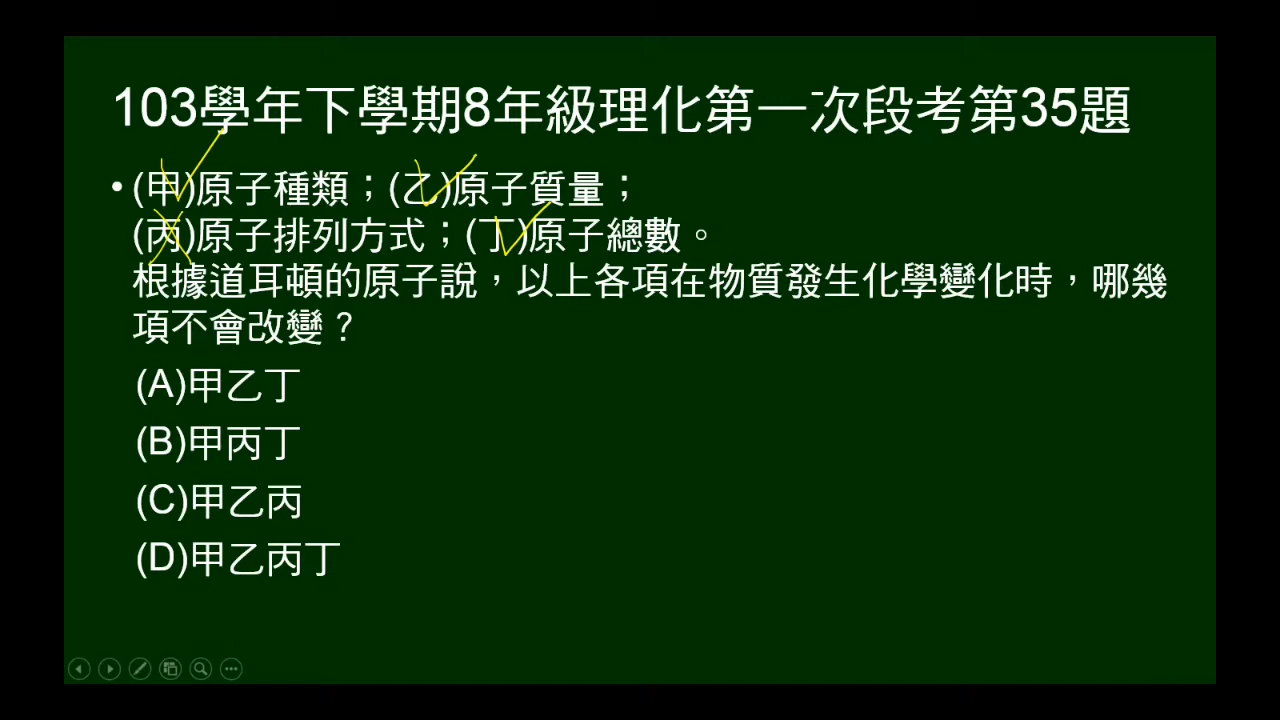 103學年下學期8年級理化第一次段考第35題
•(甲)原子種類；(乙)原子質量；
(丙)原子排列方式；(丁)原子總數。
根據道耳頓的原子說，以上各項在物質發生化學變化時，哪幾
項不會改變？
(A)甲乙丁
(B)甲丙丁
(C)甲乙丙
(D)甲乙丙丁